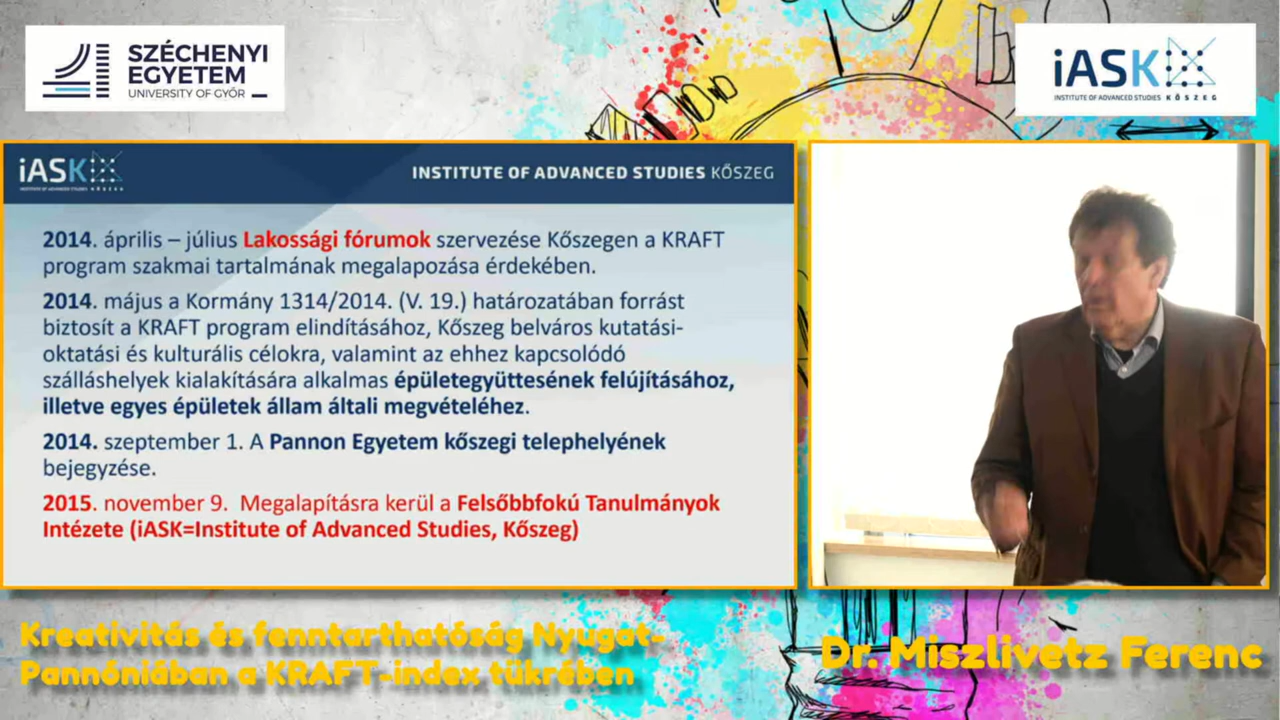 SZÉCHENYI
EGYETEM
UNIVERSITY OF GYŐR
iASK
INSTITUTE OF ADVANCED STUDIES KŐSZEG
iASK
INSTITUTE OF ADVANCED STUDIES KŐSZEG
INSTITUTE OF ADVANCED STUDIES KŐSZEG
2014. április – július Lakossági fórumok szervezése Kőszegen a KRAFT
program szakmai tartalmának megalapozása érdekében.
2014. május a Kormány 1314/2014. (V. 19.) határozatában forrást
biztosít a KRAFT program elindításához, Kőszeg belváros kutatási-
oktatási és kulturális célokra, valamint az ehhez kapcsolódó
szálláshelyek kialakítására alkalmas épületegyüttesének felújításához,
illetve egyes épületek állam általi megvételéhez.
2014. szeptember 1. A Pannon Egyetem kőszegi telephelyének
bejegyzése.
2015. november 9. Megalapításra kerül a Felsőbbfokú Tanulmányok
Intézete (iASK=Institute of Advanced Studies, Kőszeg)
Kreativitás és fenntarthatóság Nyugat-
Pannóniában a KRAFT-index tükrében
Dr. Miszlivetz Ferenc